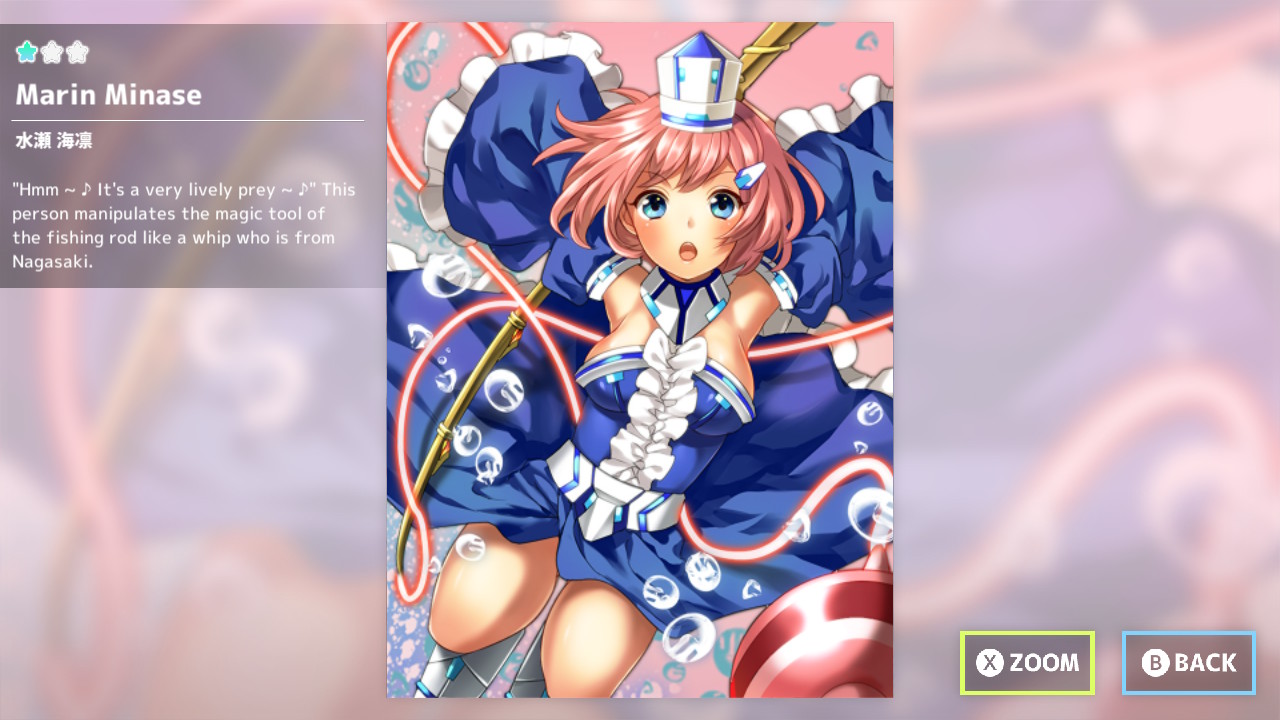 Marin Minase
水瀬 海凛
"Hmm ~ ♪ It's a very lively prey ~ ♪" This
person manipulates the magic tool of
the fishing rod like a whip who is from
Nagasaki.
X ZOOM
B BACK